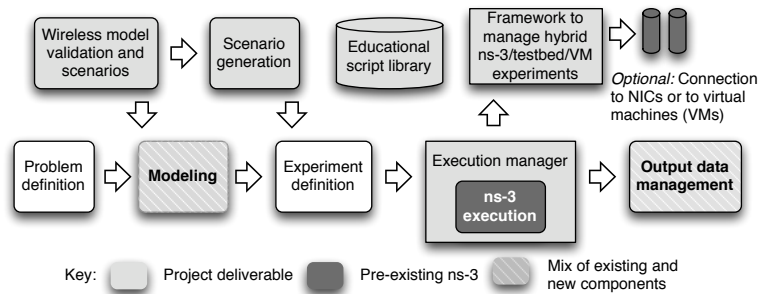 Wireless model
validation and
scenarios
Scenario
generation
Educational
script library
Framework to
manage hybrid
ns-3/testbed/VM
experiments
Optional: Connection
to NICs or to virtual
machines (VMs)
Problem
definition
Modeling
Experiment
definition
Execution manager
ns-3
execution
Output data
management
Key:
Project deliverable
Pre-existing ns-3
Mix of existing and
new components